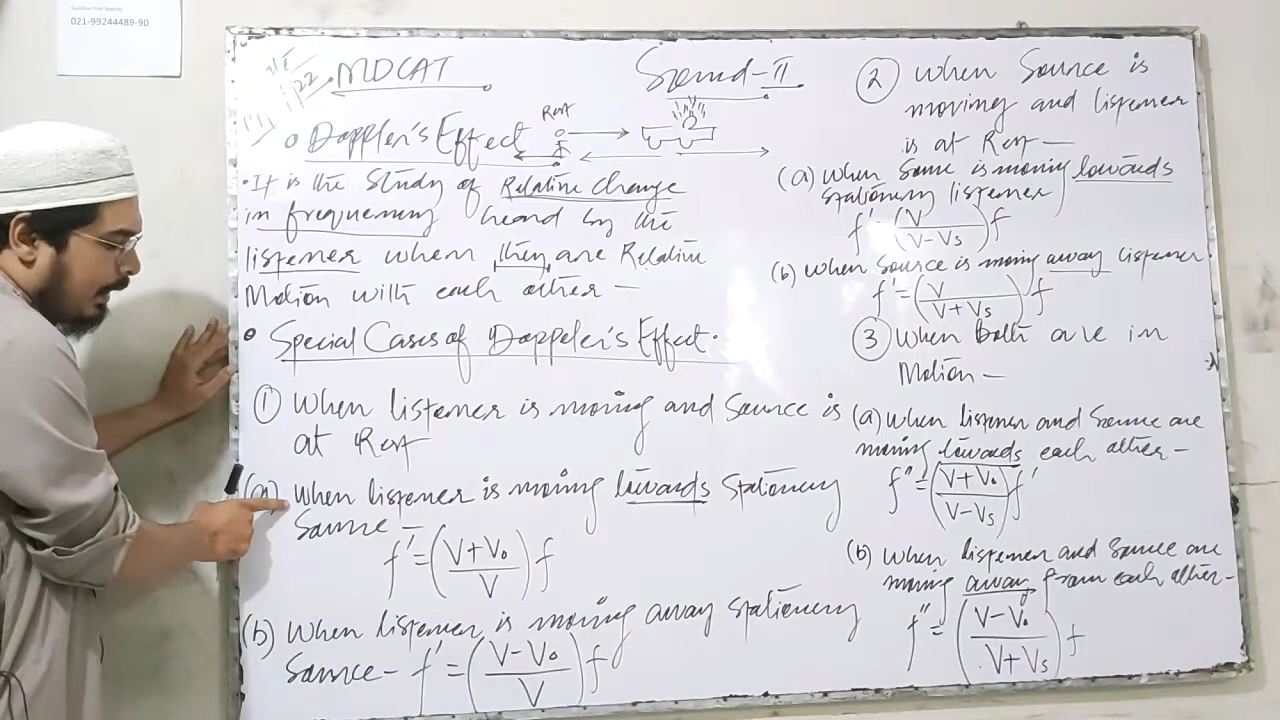 021-99244489-90
MDCAT
Sound-II
Doppler's Effect
Rest
• It is the Study of Relative change
in frequency heard by the
listener when they are Relative
Motion with each other —
• Special Cases of Doppeler's Effect.
① When listener is moving and Source is
at Rest
(a) When listener is moving towards Stationery
Source —
f' = (V+V₀/V) f
(b) When listener is moving away stationery
Source — f' = (V-V₀/V) f
② When Source is
moving and listener
is at Rest —
(a) When Source is moving towards
stationery listener
f' = (V/V-Vs) f
(b) When Source is moving away listener
f' = (V/V+Vs) f
③ When both are in
Motion —
(a) When listener and Source are
moving towards each other —
f" = (V+V₀/V-Vs) f'
(b) When listener and Source are
moving away from each other —
f" = (V-V₀/V+Vs) f